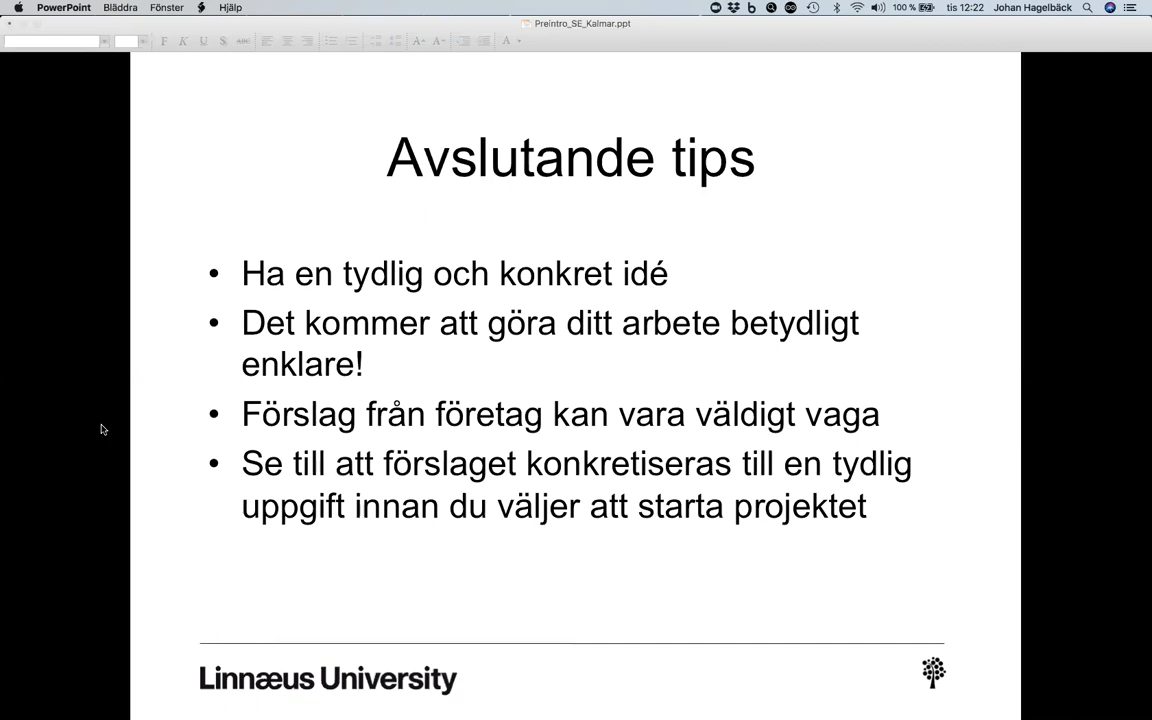 PowerPoint Bläddra Fönster Hjälp 100 % tis 12:22 Johan Hagelbäck
Preintro_SE_Kalmar.ppt
F K U S ABC A A A
Avslutande tips
• Ha en tydlig och konkret idé
• Det kommer att göra ditt arbete betydligt
enklare!
• Förslag från företag kan vara väldigt vaga
• Se till att förslaget konkretiseras till en tydlig
uppgift innan du väljer att starta projektet
Linnæus University